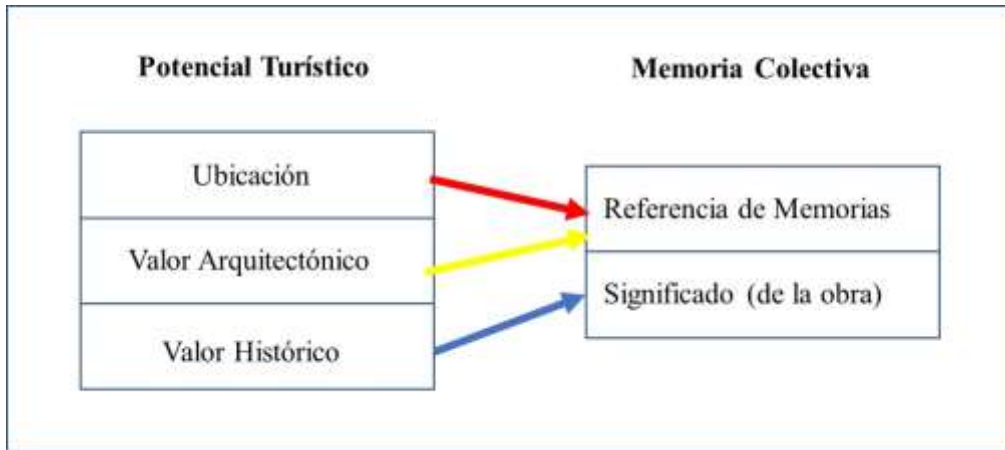 Potencial Turístico
Memoria Colectiva
Ubicación
Valor Arquitectónico
Valor Histórico
Referencia de Memorias
Significado (de la obra)